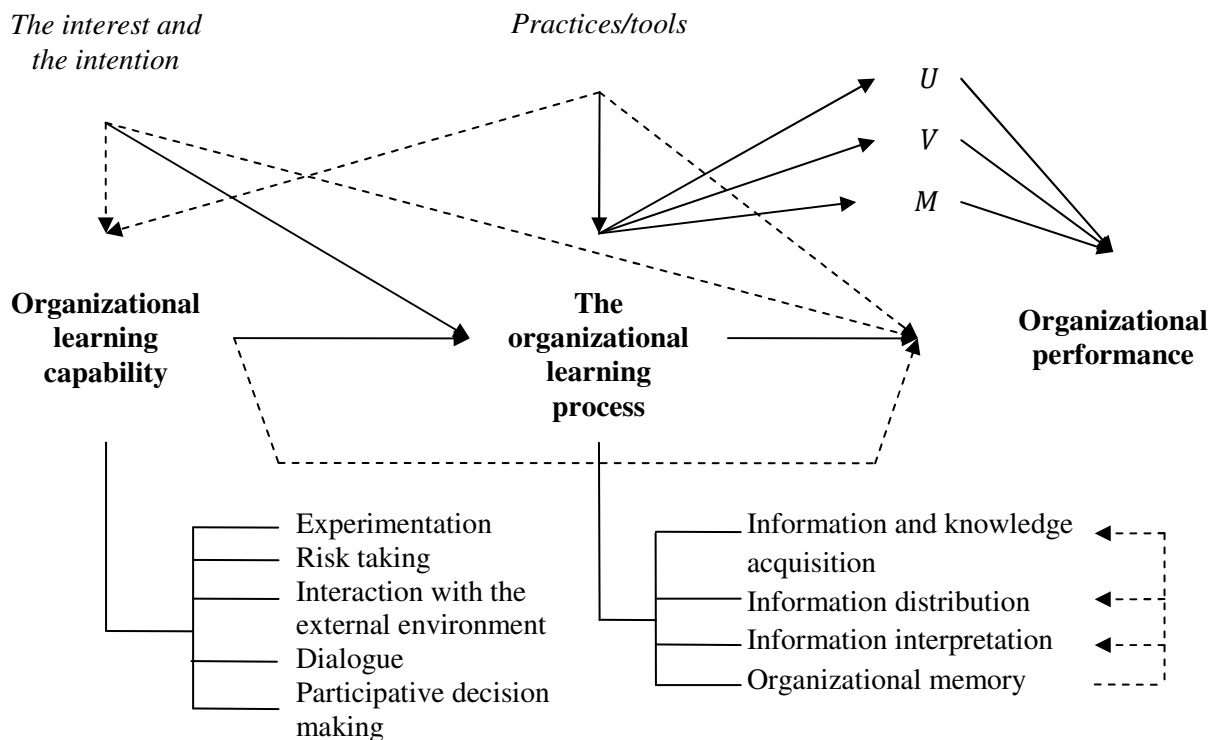 The interest and
the intention
Practices/tools
U
V
M
Organizational
learning
capability
The
organizational
learning
process
Organizational
performance
Experimentation
Risk taking
Interaction with the
external environment
Dialogue
Participative decision
making
Information and knowledge
acquisition
Information distribution
Information interpretation
Organizational memory